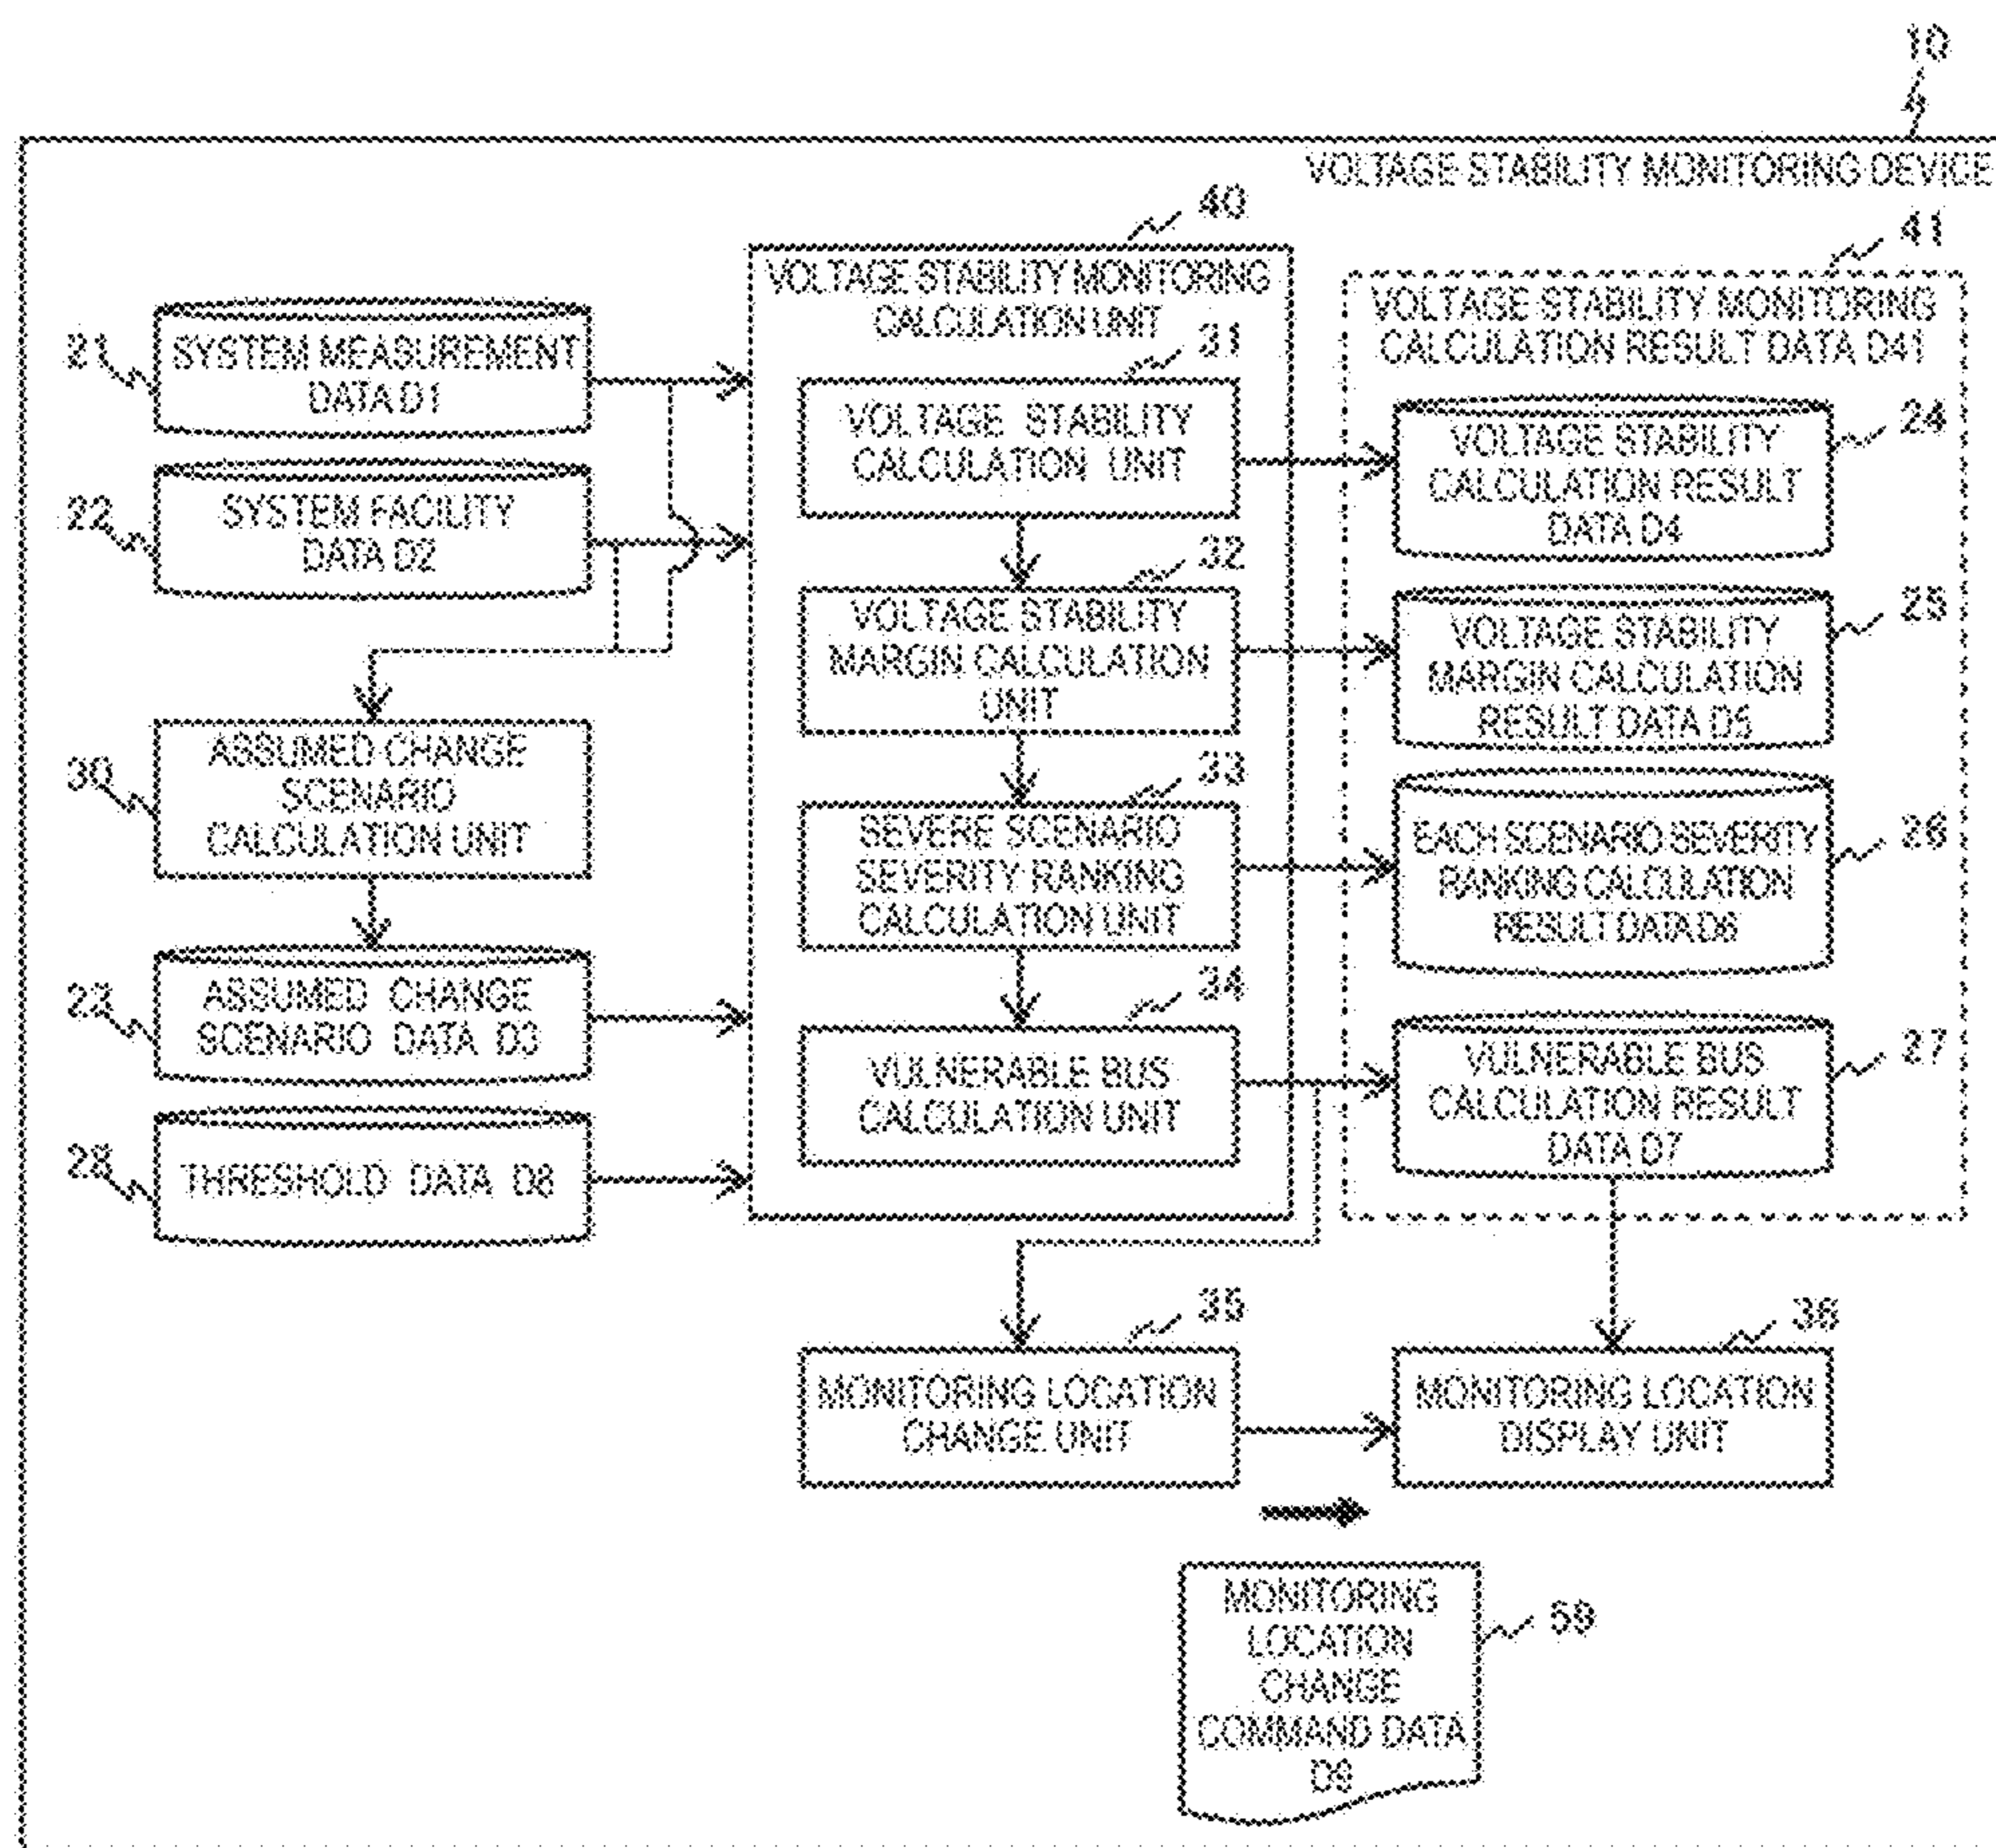 10
VOLTAGE STABILITY MONITORING DEVICE
40
VOLTAGE STABILITY MONITORING
CALCULATION UNIT
41
VOLTAGE STABILITY MONITORING
CALCULATION RESULT DATA D41
21
SYSTEM MEASUREMENT
DATA D1
31
VOLTAGE STABILITY
CALCULATION UNIT
24
VOLTAGE STABILITY
CALCULATION RESULT
DATA D4
22
SYSTEM FACILITY
DATA D2
32
VOLTAGE STABILITY
MARGIN CALCULATION
UNIT
25
VOLTAGE STABILITY
MARGIN CALCULATION
RESULT DATA D5
30
ASSUMED CHANGE
SCENARIO
CALCULATION UNIT
33
SEVERE SCENARIO
SEVERITY RANKING
CALCULATION UNIT
26
EACH SCENARIO SEVERITY
RANKING CALCULATION
RESULT DATA D6
23
ASSUMED CHANGE
SCENARIO DATA D3
34
VULNERABLE BUS
CALCULATION UNIT
27
VULNERABLE BUS
CALCULATION RESULT
DATA D7
28
THRESHOLD DATA D8
35
MONITORING LOCATION
CHANGE UNIT
36
MONITORING LOCATION
DISPLAY UNIT
59
MONITORING
LOCATION
CHANGE
COMMAND DATA
D9